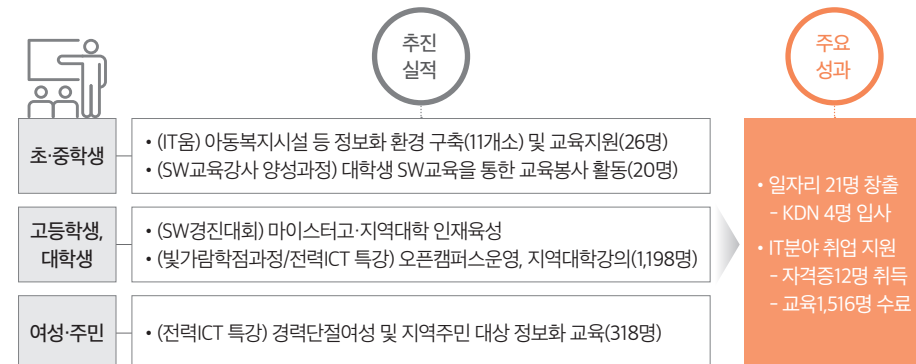 추진
실적
주요
성과
초·중학생
• (IT움) 아동복지시설 등 정보화 환경 구축(11개소) 및 교육지원(26명)
• (SW교육강사 양성과정) 대학생 SW교육을 통한 교육봉사 활동(20명)
고등학생,
대학생
• (SW경진대회) 마이스터고·지역대학 인재육성
• (빛가람학점과정/전력ICT 특강) 오픈캠퍼스운영, 지역대학강의(1,198명)
여성·주민
• (전력ICT 특강) 경력단절여성 및 지역주민 대상 정보화 교육(318명)
• 일자리 21명 창출
- KDN 4명 입사
• IT분야 취업 지원
- 자격증12명 취득
- 교육1,516명 수료